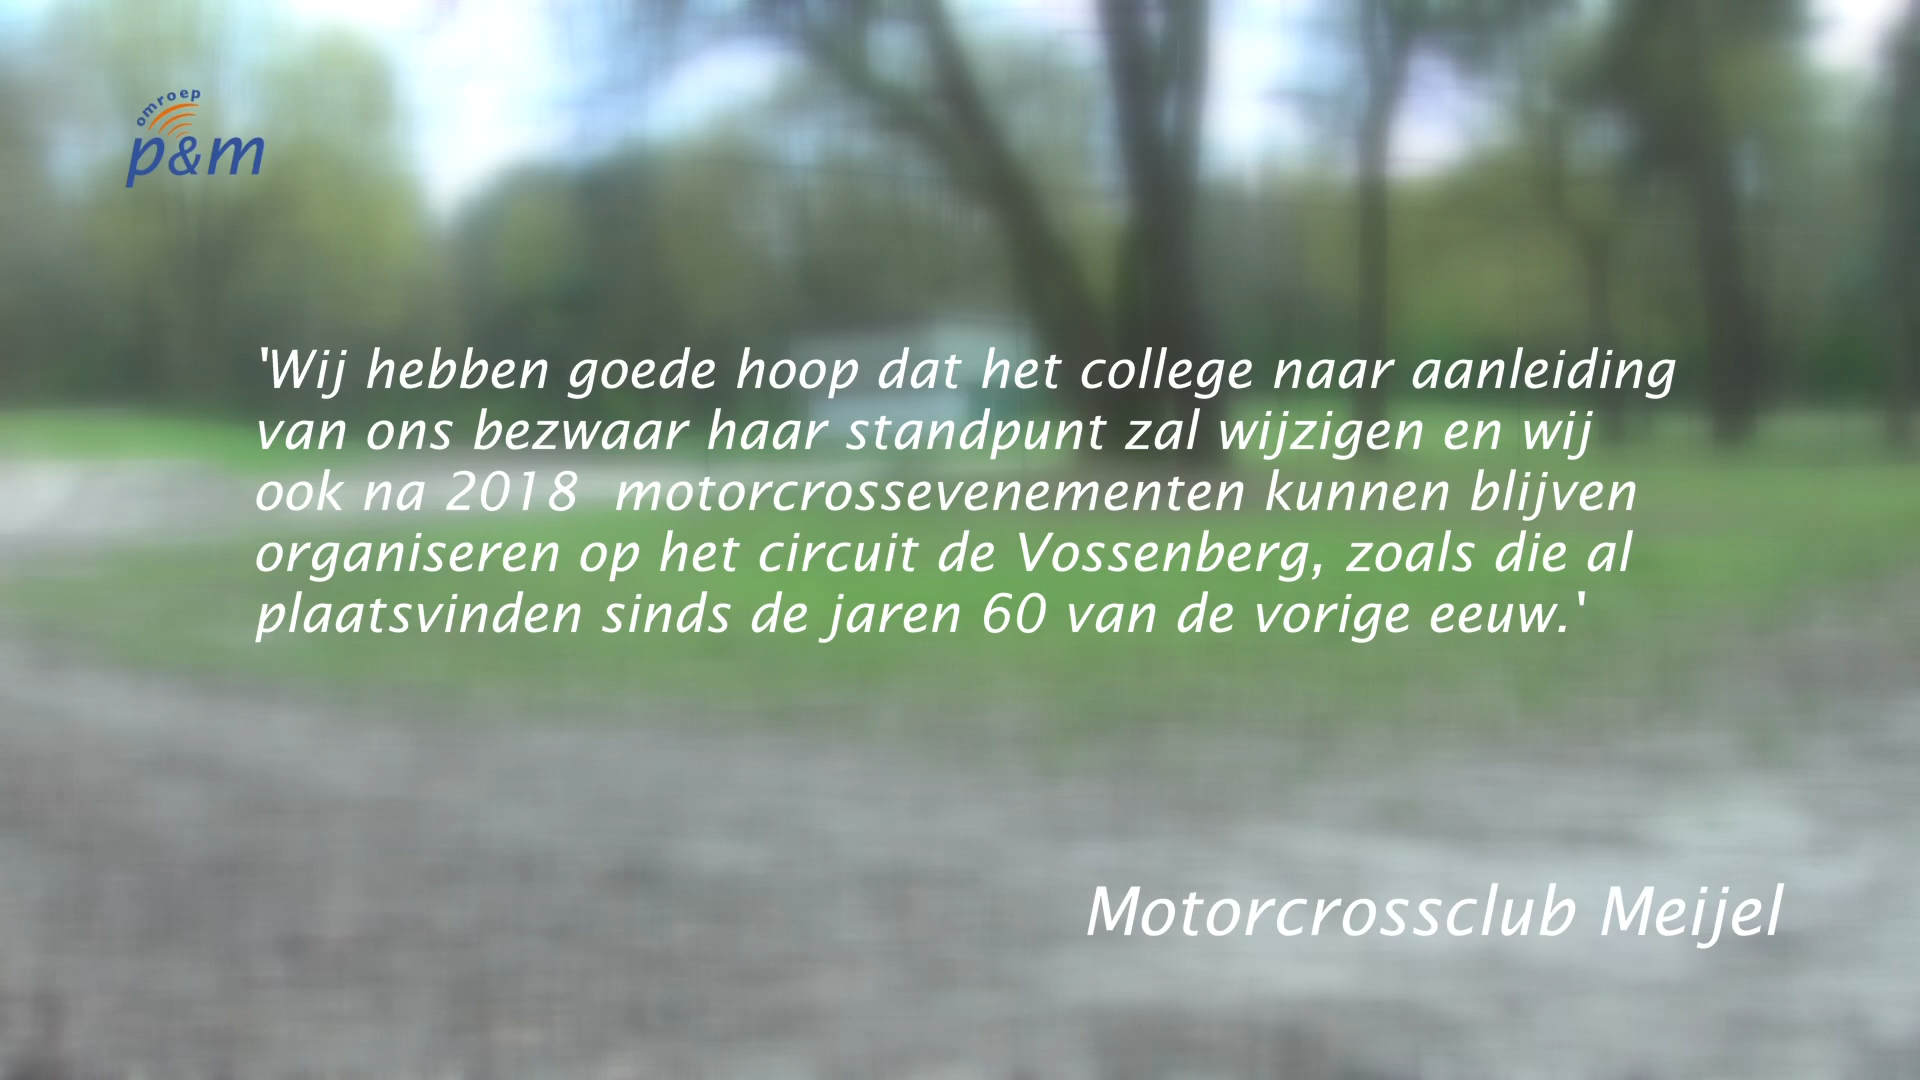 omroep
p&m
'Wij hebben goede hoop dat het college naar aanleiding
van ons bezwaar haar standpunt zal wijzigen en wij
ook na 2018  motorcrossevenementen kunnen blijven
organiseren op het circuit de Vossenberg, zoals die al
plaatsvinden sinds de jaren 60 van de vorige eeuw.'
Motorcrossclub Meijel